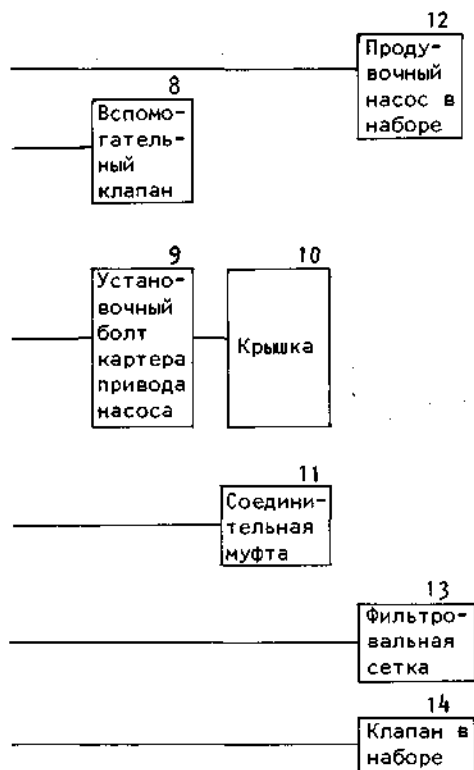 12
Проду-
вочный
насос в
наборе
8
Вспомо-
гатель-
ный
клапан
9
Устано-
вочный
болт
картера
привода
насоса
10
Крышка
11
Соедини-
тельная
муфта
13
Фильтро-
вальная
сетка
14
Клапан в
наборе